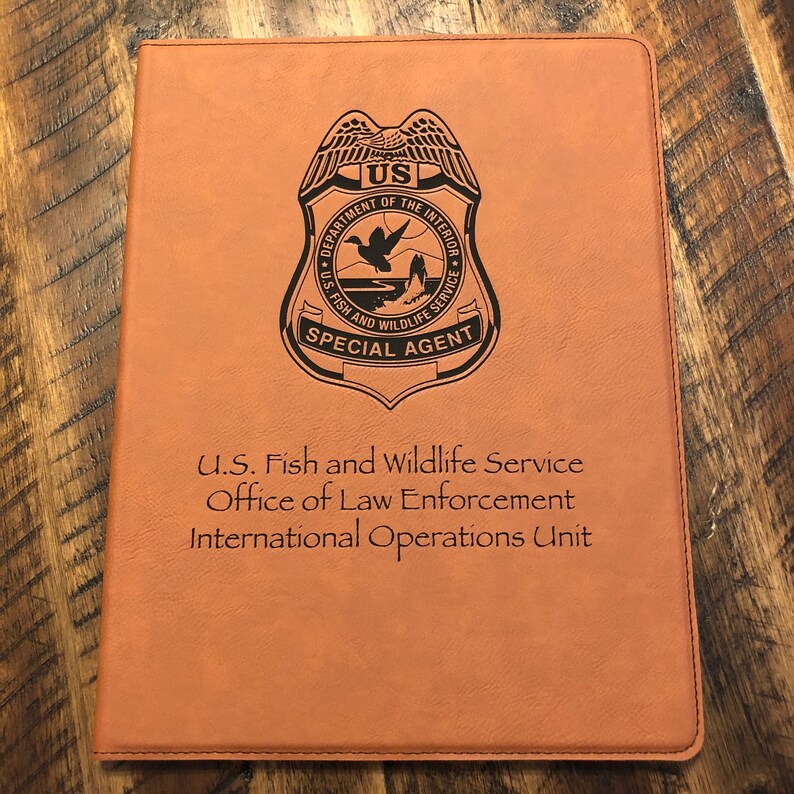 US
DEPARTMENT OF THE INTERIOR
U.S. FISH AND WILDLIFE SERVICE
SPECIAL AGENT
U.S. Fish and Wildlife Service
Office of Law Enforcement
International Operations Unit